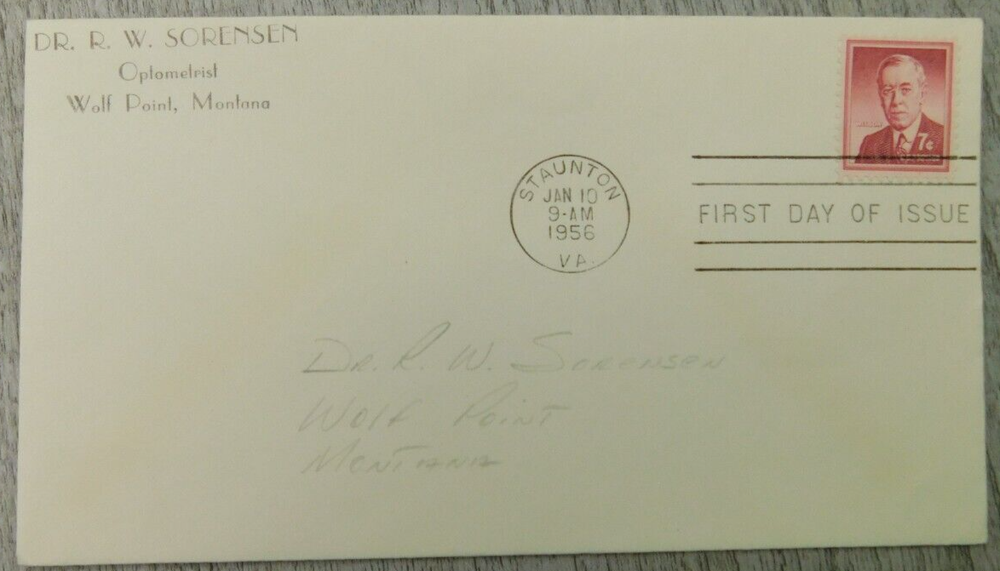 DR. R. W. SORENSEN
Optometrist
Wolf Point, Montana
7¢
STAUNTON
JAN 10
9-AM
1956
VA.
FIRST DAY OF ISSUE
Dr. R. W. Sorensen
Wolf Point
Montana